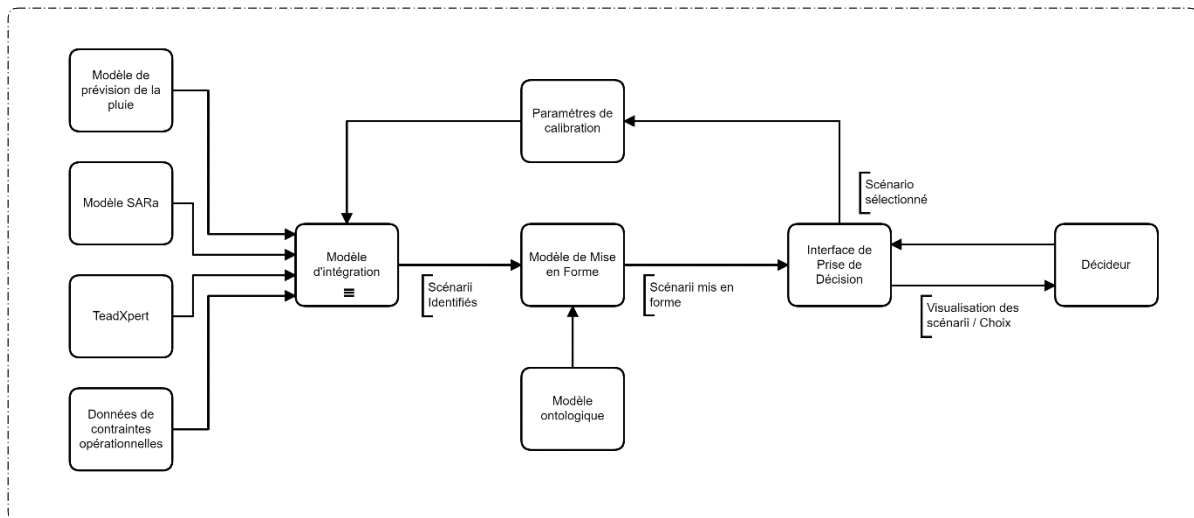 Modèle de
prévision de la
pluie
Paramètres de
calibration
Modèle SARa
Scénario
sélectionné
Modèle
d'intégration
Scénarii
Identifiés
Modèle de Mise
en Forme
Scénarii mis en
forme
Interface de
Prise de
Décision
Décideur
Visualisation des
scénarii / Choix
TeadXpert
Modèle
ontologique
Données de
contraintes
opérationnelles